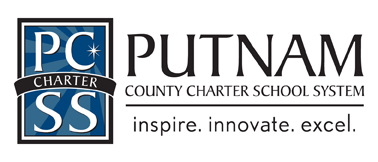 PC
CHARTER
SS
PUTNAM
COUNTY CHARTER SCHOOL SYSTEM
inspire. innovate. excel.